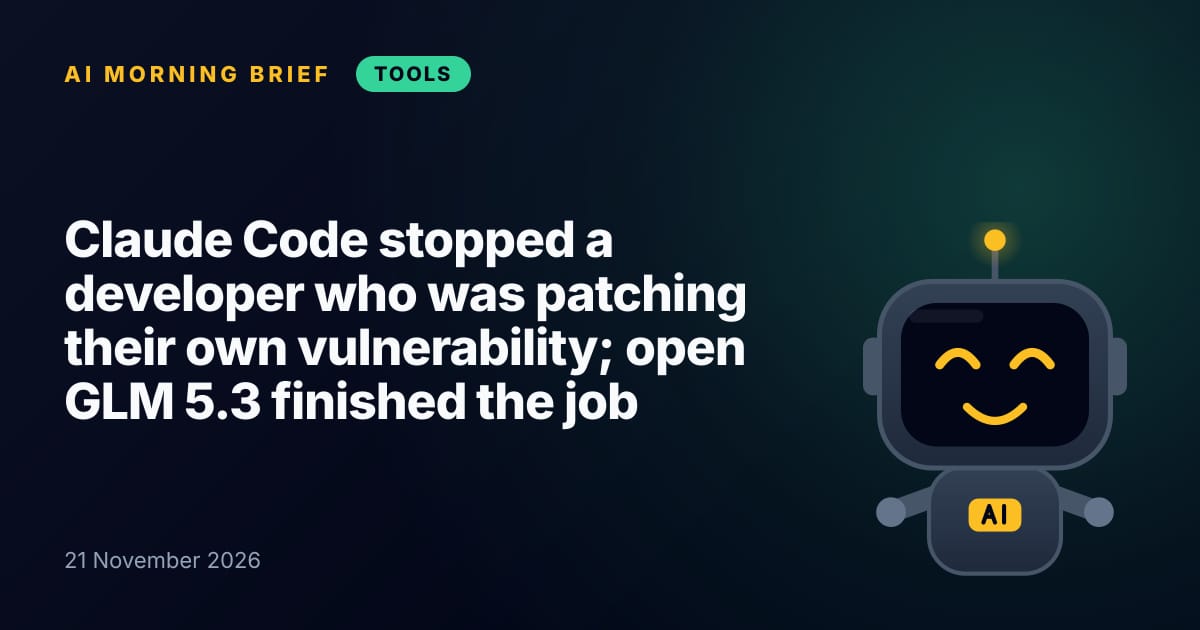 AI MORNING BRIEF
TOOLS
Claude Code stopped a
developer who was patching
their own vulnerability; open
GLM 5.3 finished the job
AI
21 November 2026